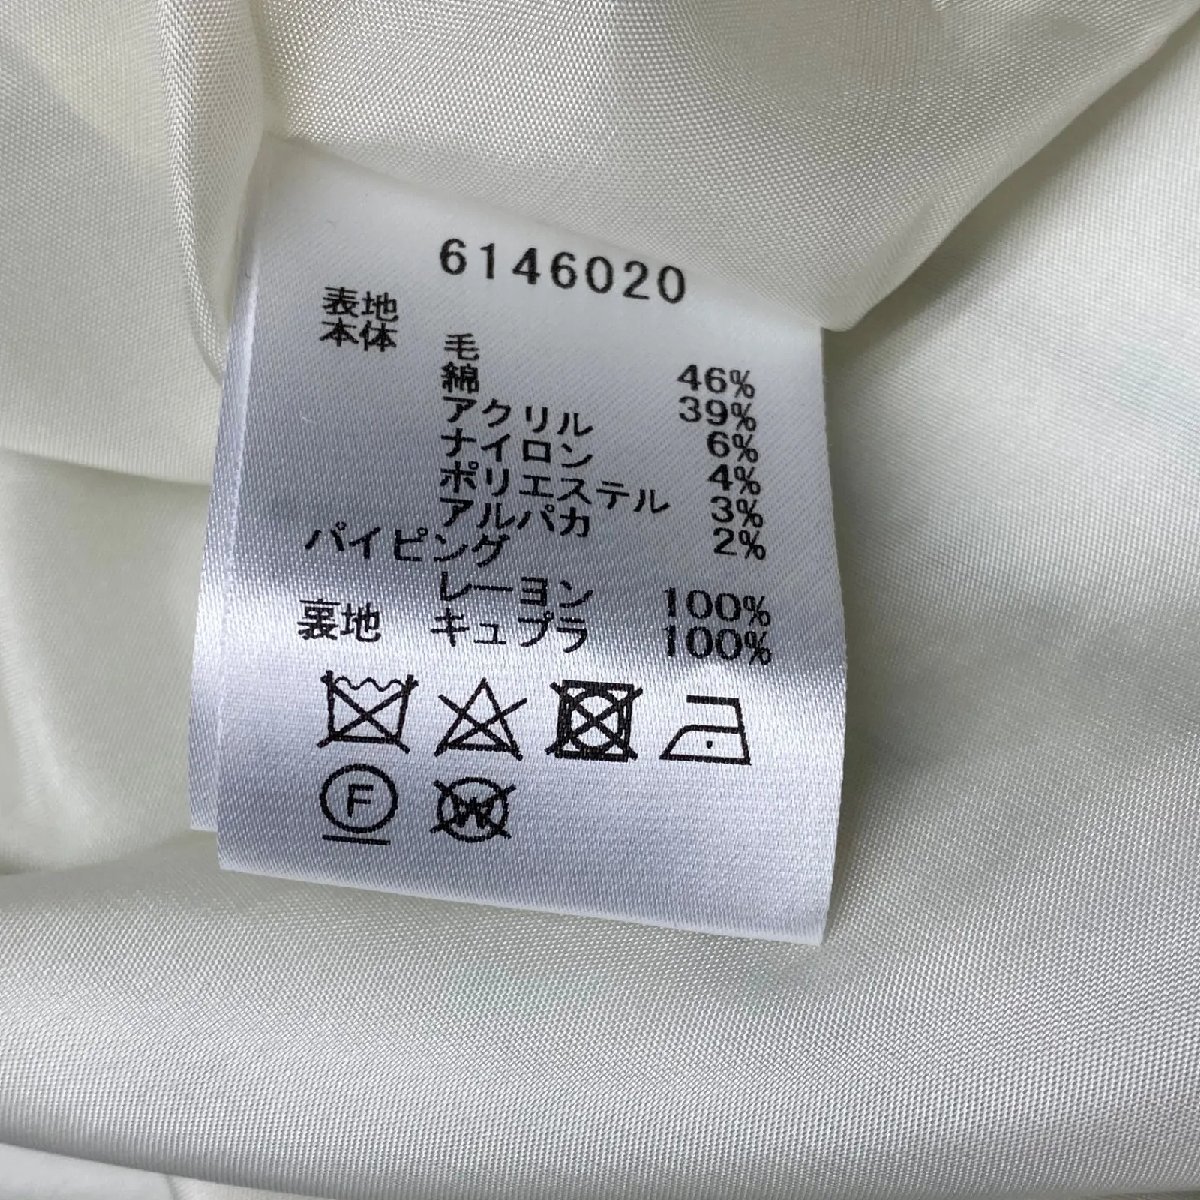 6146020
表地
本体
毛 46%
綿 39%
アクリル 6%
ナイロン 4%
ポリエステル 3%
アルパカ 2%
パイピング
レーヨン 100%
裏地 キュプラ 100%
F W